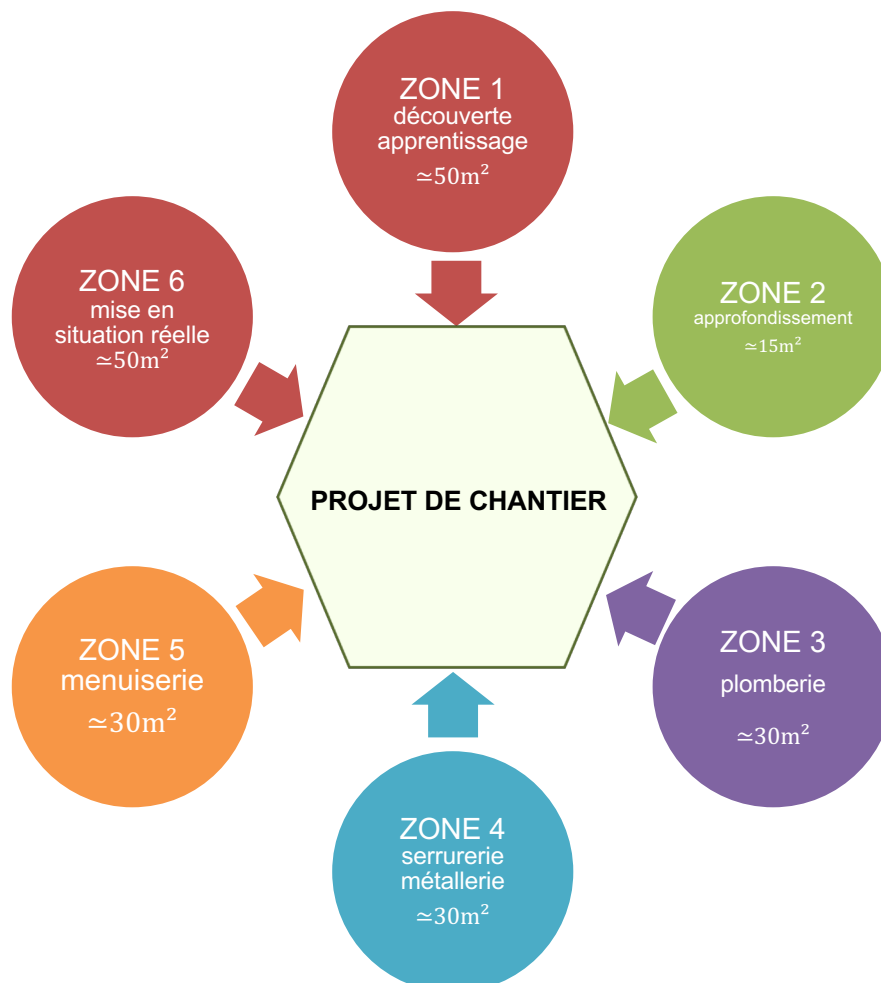 ZONE 1
découverte
apprentissage
≃50m²
ZONE 6
mise en
situation réelle
≃50m²
ZONE 2
approfondissement
≃15m²
PROJET DE CHANTIER
ZONE 5
menuiserie
≃30m²
ZONE 3
plomberie
≃30m²
ZONE 4
serrurerie
métallerie
≃30m²